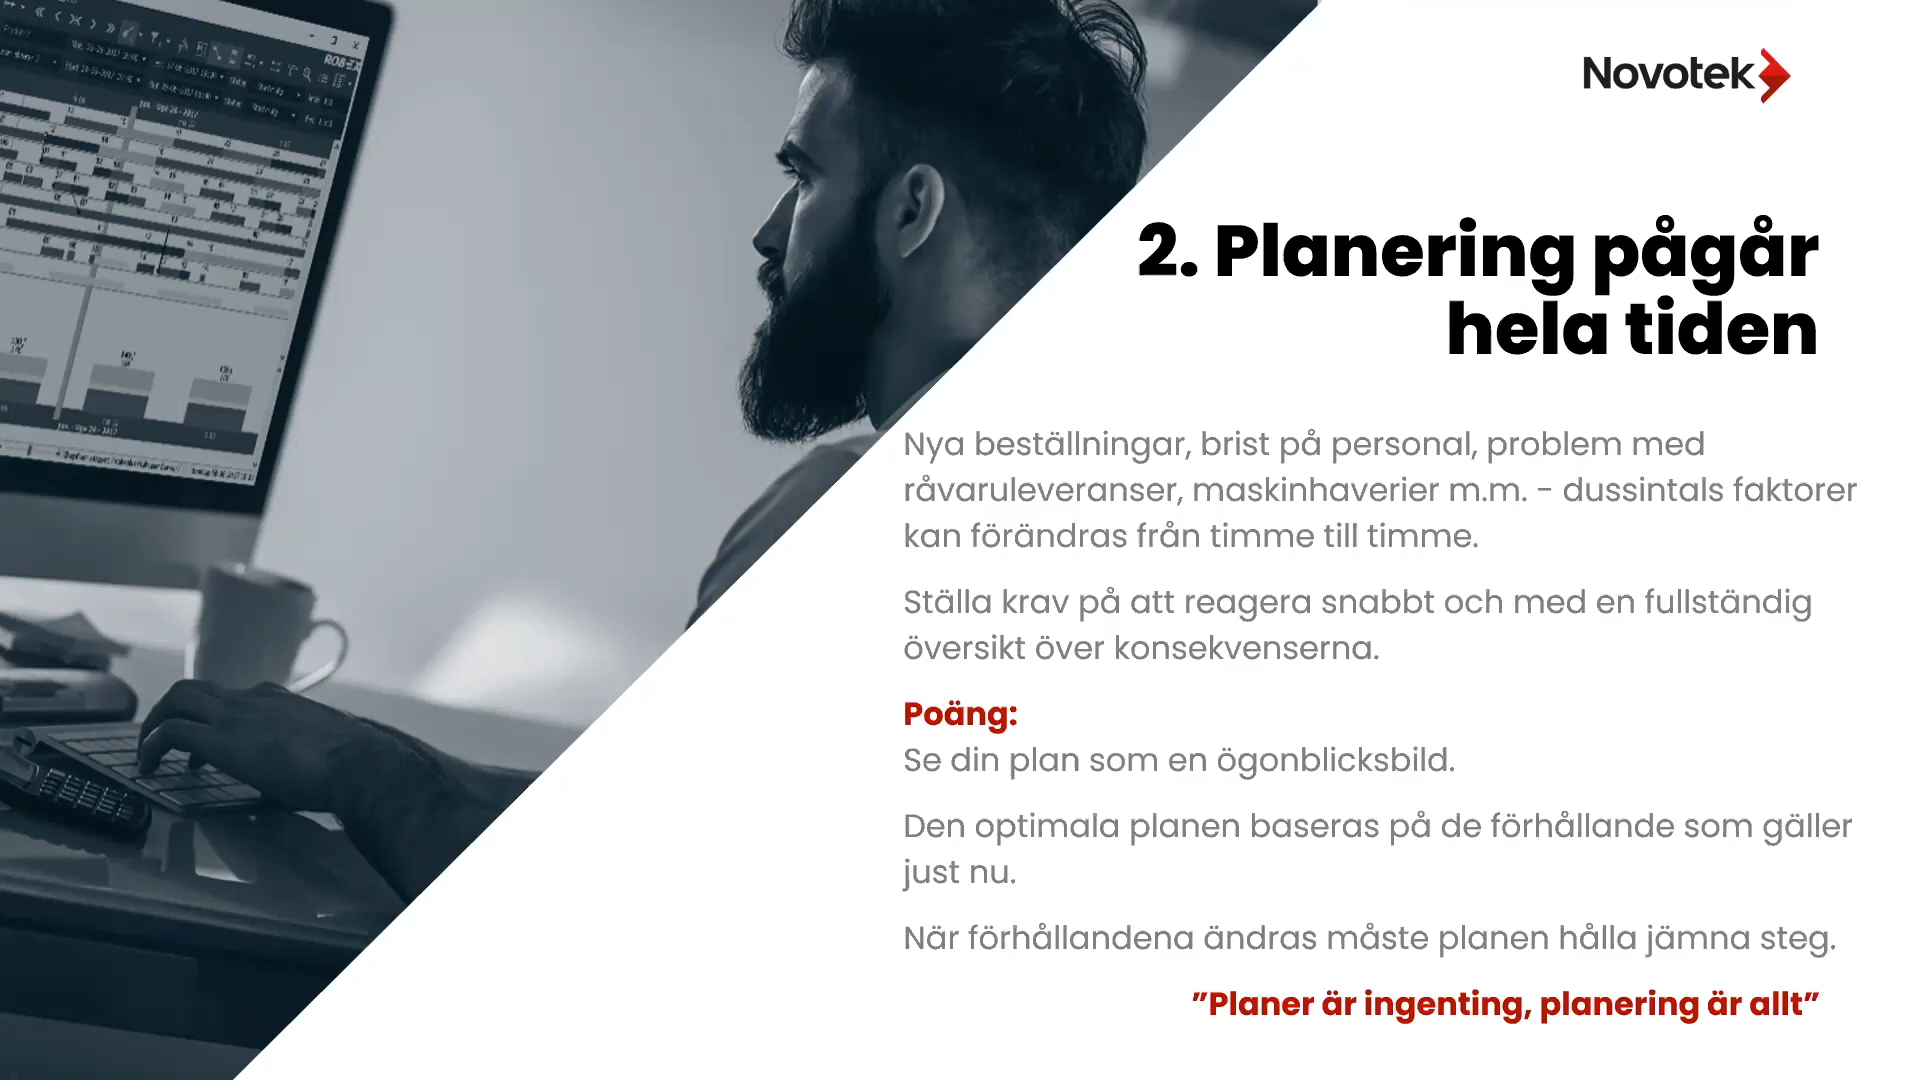 ROB-EX
Novotek
2. Planering pågår
hela tiden
Nya beställningar, brist på personal, problem med
råvaruleveranser, maskinhaverier m.m. - dussintals faktorer
kan förändras från timme till timme.
Ställa krav på att reagera snabbt och med en fullständig
översikt över konsekvenserna.
Poäng:
Se din plan som en ögonblicksbild.
Den optimala planen baseras på de förhållande som gäller
just nu.
När förhållandena ändras måste planen hålla jämna steg.
”Planer är ingenting, planering är allt”